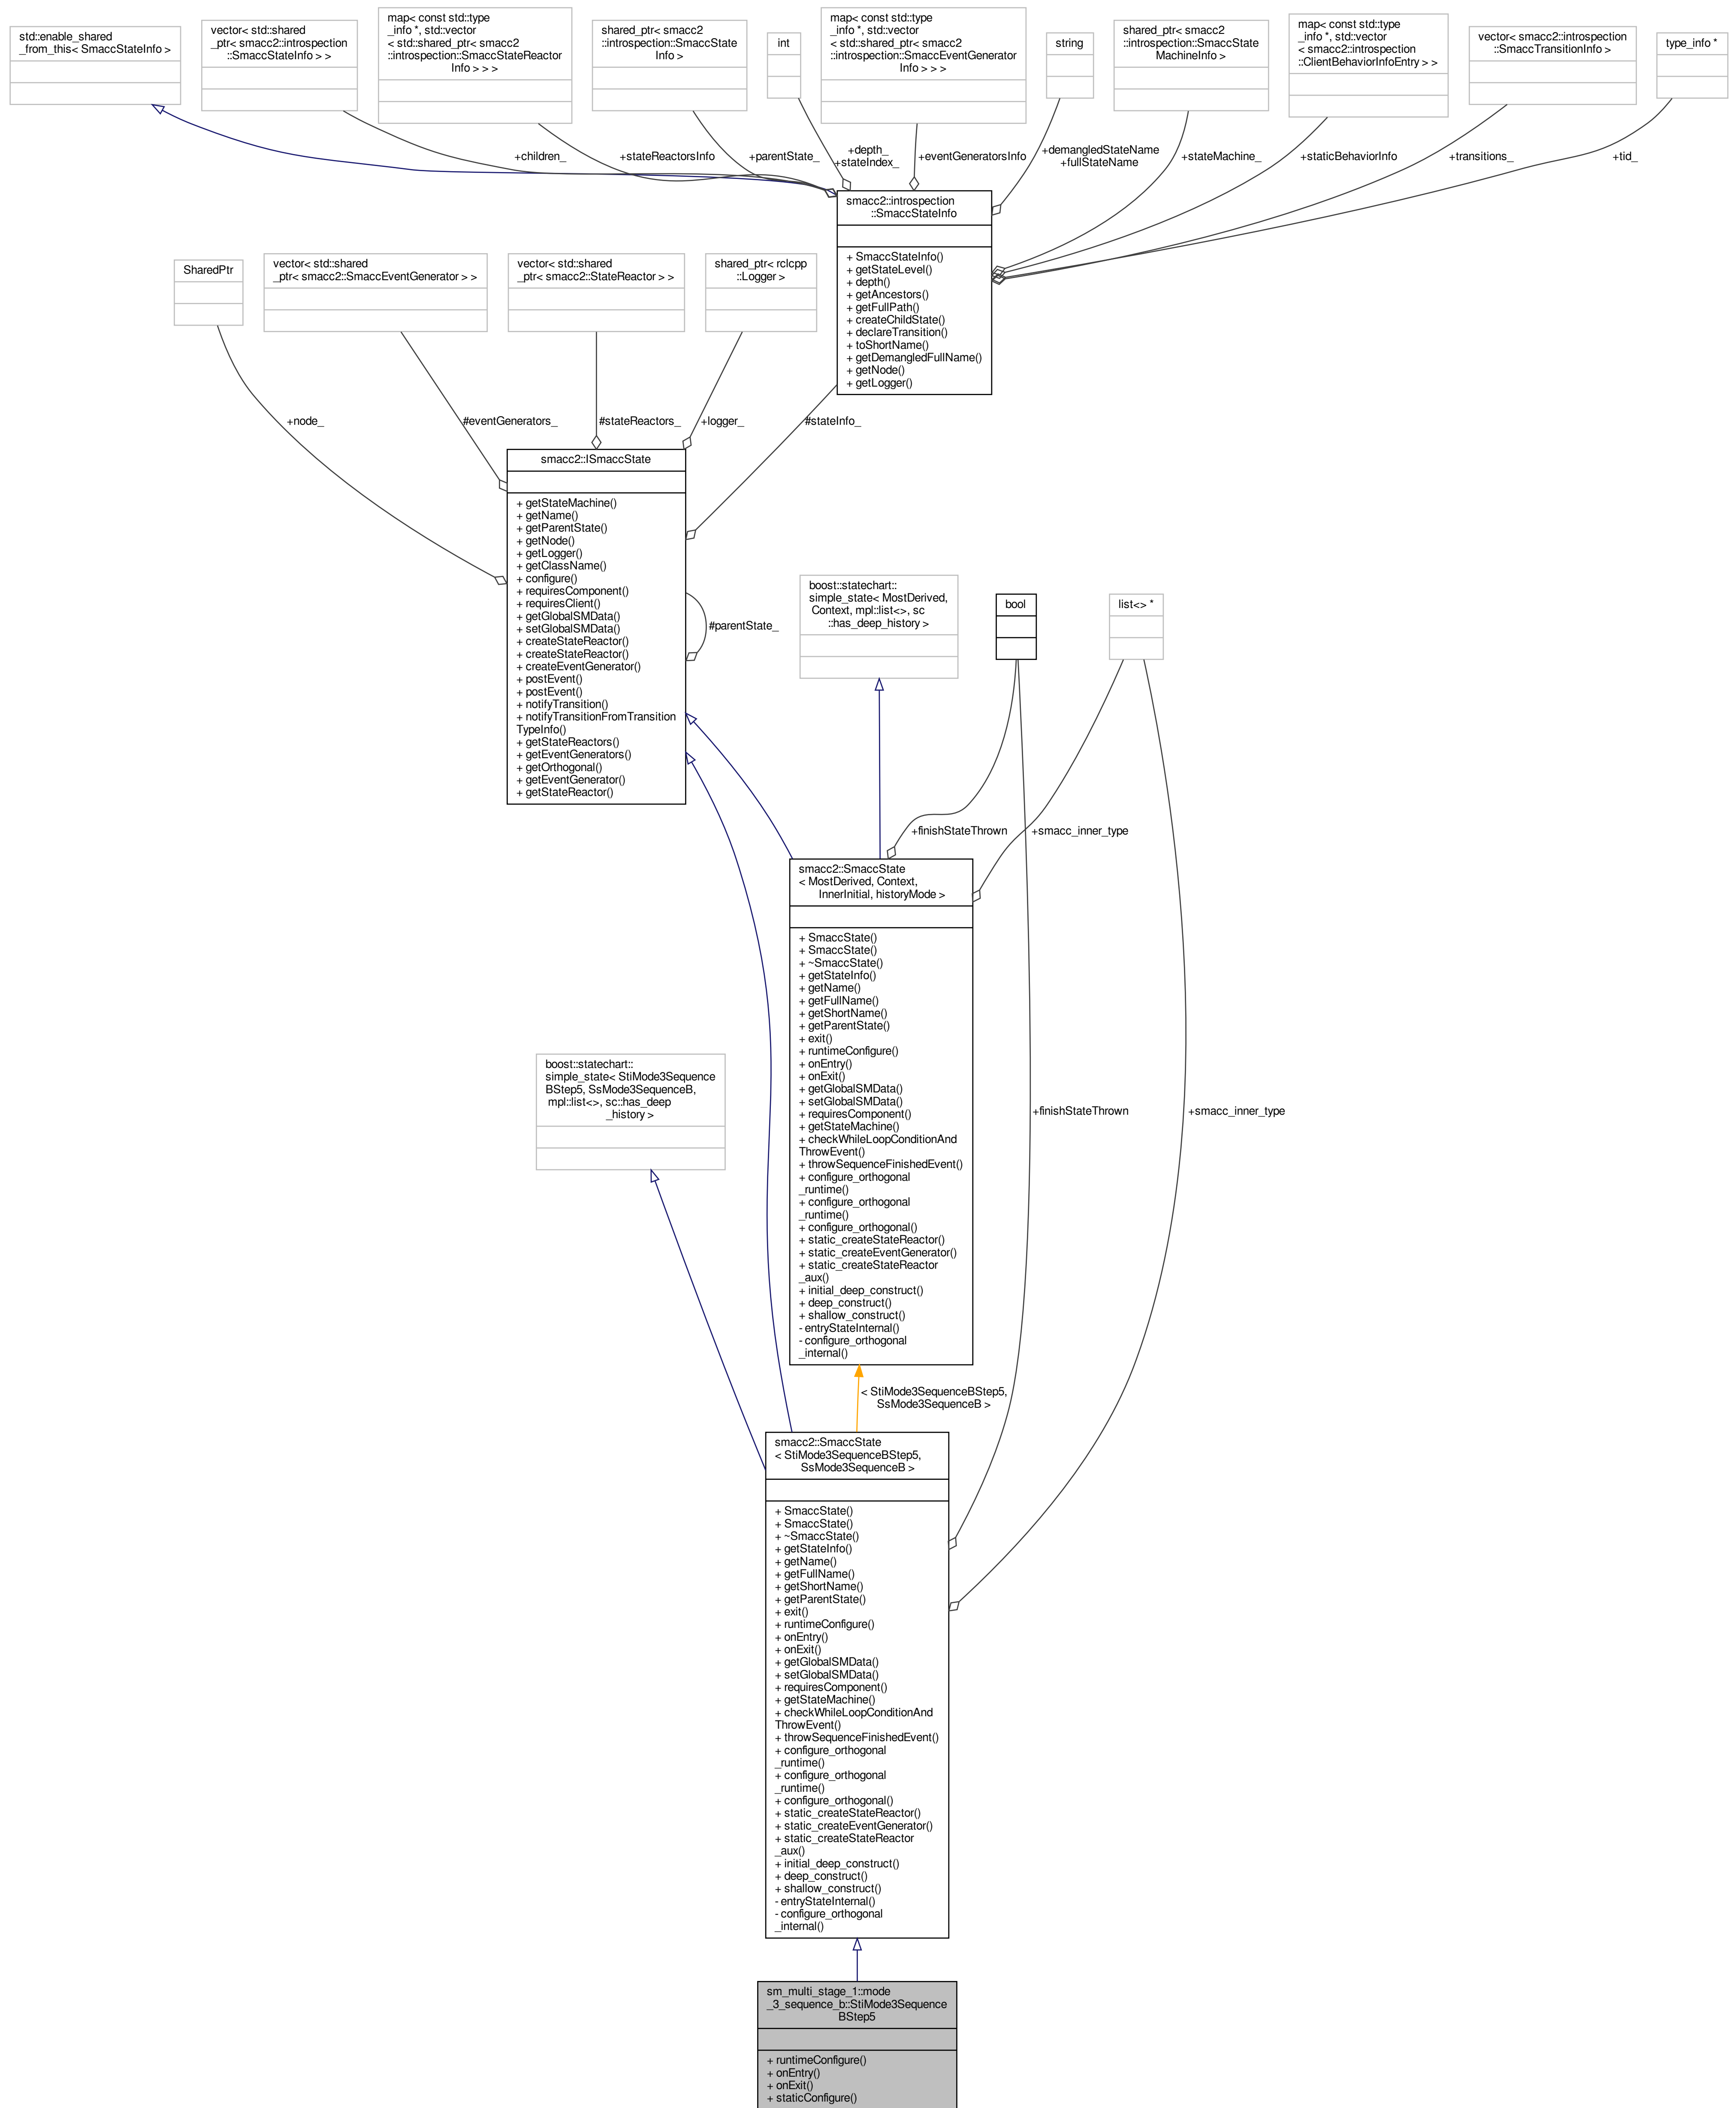 std::enable_shared
_from_this< SmaccStateInfo >
vector< std::shared
_ptr< smacc2::introspection
::SmaccStateInfo > >
map< const std::type
_info *, std::vector
< std::shared_ptr< smacc2
::introspection::SmaccStateReactor
Info > > >
shared_ptr< smacc2
::introspection::SmaccState
Info >
int
map< const std::type
_info *, std::vector
< std::shared_ptr< smacc2
::introspection::SmaccEventGenerator
Info > > >
string
shared_ptr< smacc2
::introspection::SmaccState
MachineInfo >
map< const std::type
_info *, std::vector
< smacc2::introspection
::ClientBehaviorInfoEntry > >
vector< smacc2::introspection
::SmaccTransitionInfo >
type_info *
+children_
+stateReactorsInfo
+parentState_
+depth_
+stateIndex_
+eventGeneratorsInfo
+demangledStateName
+fullStateName
+stateMachine_
+staticBehaviorInfo
+transitions_
+tid_
smacc2::introspection
::SmaccStateInfo
+ SmaccStateInfo()
+ getStateLevel()
+ depth()
+ getAncestors()
+ getFullPath()
+ createChildState()
+ declareTransition()
+ toShortName()
+ getDemangledFullName()
+ getNode()
+ getLogger()
SharedPtr
vector< std::shared
_ptr< smacc2::SmaccEventGenerator > >
vector< std::shared
_ptr< smacc2::StateReactor > >
shared_ptr< rclcpp
::Logger >
+node_
#eventGenerators_
#stateReactors_
+logger_
#stateInfo_
smacc2::ISmaccState
+ getStateMachine()
+ getName()
+ getParentState()
+ getNode()
+ getLogger()
+ getClassName()
+ configure()
+ requiresComponent()
+ requiresClient()
+ getGlobalSMData()
+ setGlobalSMData()
+ createStateReactor()
+ createStateReactor()
+ createEventGenerator()
+ postEvent()
+ postEvent()
+ notifyTransition()
+ notifyTransitionFromTransition
TypeInfo()
+ getStateReactors()
+ getEventGenerators()
+ getOrthogonal()
+ getEventGenerator()
+ getStateReactor()
#parentState_
boost::statechart::
simple_state< MostDerived,
Context, mpl::list<>, sc
::has_deep_history >
bool
list<> *
+finishStateThrown
+smacc_inner_type
smacc2::SmaccState
< MostDerived, Context,
InnerInitial, historyMode >
+ SmaccState()
+ SmaccState()
+ ~SmaccState()
+ getStateInfo()
+ getName()
+ getFullName()
+ getShortName()
+ getParentState()
+ exit()
+ runtimeConfigure()
+ onEntry()
+ onExit()
+ getGlobalSMData()
+ setGlobalSMData()
+ requiresComponent()
+ getStateMachine()
+ checkWhileLoopConditionAnd
ThrowEvent()
+ throwSequenceFinishedEvent()
+ configure_orthogonal
_runtime()
+ configure_orthogonal
_runtime()
+ configure_orthogonal()
+ static_createStateReactor()
+ static_createEventGenerator()
+ static_createStateReactor
_aux()
+ initial_deep_construct()
+ deep_construct()
+ shallow_construct()
- entryStateInternal()
- configure_orthogonal
_internal()
boost::statechart::
simple_state< StiMode3Sequence
BStep5, SsMode3SequenceB,
mpl::list<>, sc::has_deep
_history >
+finishStateThrown
+smacc_inner_type
< StiMode3SequenceBStep5,
SsMode3SequenceB >
smacc2::SmaccState
< StiMode3SequenceBStep5,
SsMode3SequenceB >
+ SmaccState()
+ SmaccState()
+ ~SmaccState()
+ getStateInfo()
+ getName()
+ getFullName()
+ getShortName()
+ getParentState()
+ exit()
+ runtimeConfigure()
+ onEntry()
+ onExit()
+ getGlobalSMData()
+ setGlobalSMData()
+ requiresComponent()
+ getStateMachine()
+ checkWhileLoopConditionAnd
ThrowEvent()
+ throwSequenceFinishedEvent()
+ configure_orthogonal
_runtime()
+ configure_orthogonal
_runtime()
+ configure_orthogonal()
+ static_createStateReactor()
+ static_createEventGenerator()
+ static_createStateReactor
_aux()
+ initial_deep_construct()
+ deep_construct()
+ shallow_construct()
- entryStateInternal()
- configure_orthogonal
_internal()
sm_multi_stage_1::mode
_3_sequence_b::StiMode3Sequence
BStep5
+ runtimeConfigure()
+ onEntry()
+ onExit()
+ staticConfigure()